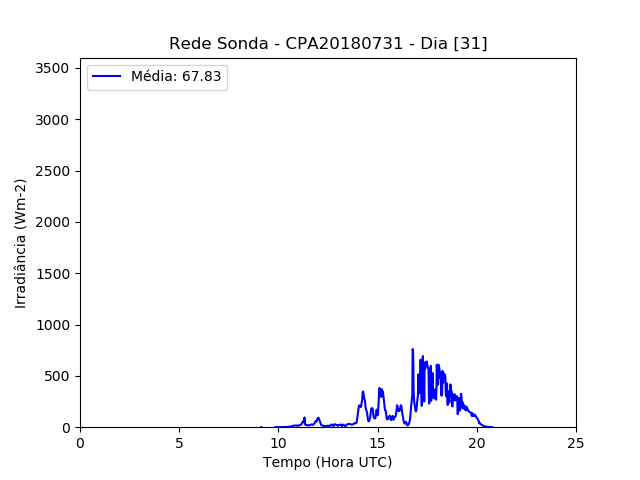 Rede Sonda - CPA20180731 - Dia [31]
Média: 67.83
Irradiância (Wm-2)
3500
3000
2500
2000
1500
1000
500
0
0 5 10 15 20 25
Tempo (Hora UTC)